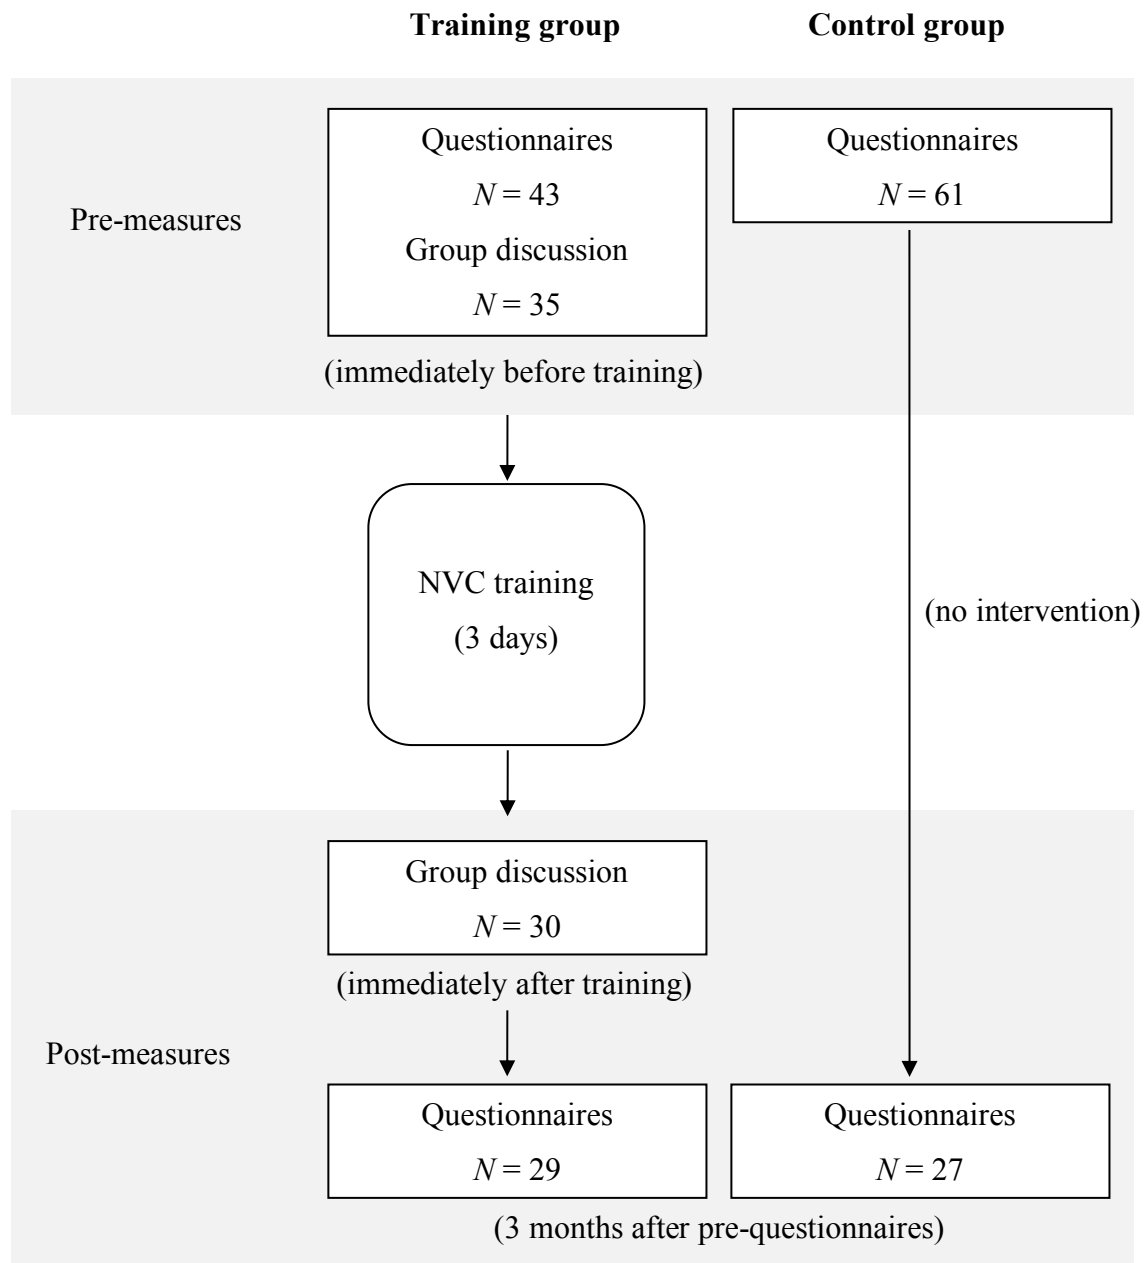 Training group
Control group
Pre-measures
Questionnaires
N = 43
Group discussion
N = 35
(immediately before training)
Questionnaires
N = 61
NVC training
(3 days)
(no intervention)
Post-measures
Group discussion
N = 30
(immediately after training)
Questionnaires
N = 29
Questionnaires
N = 27
(3 months after pre-questionnaires)